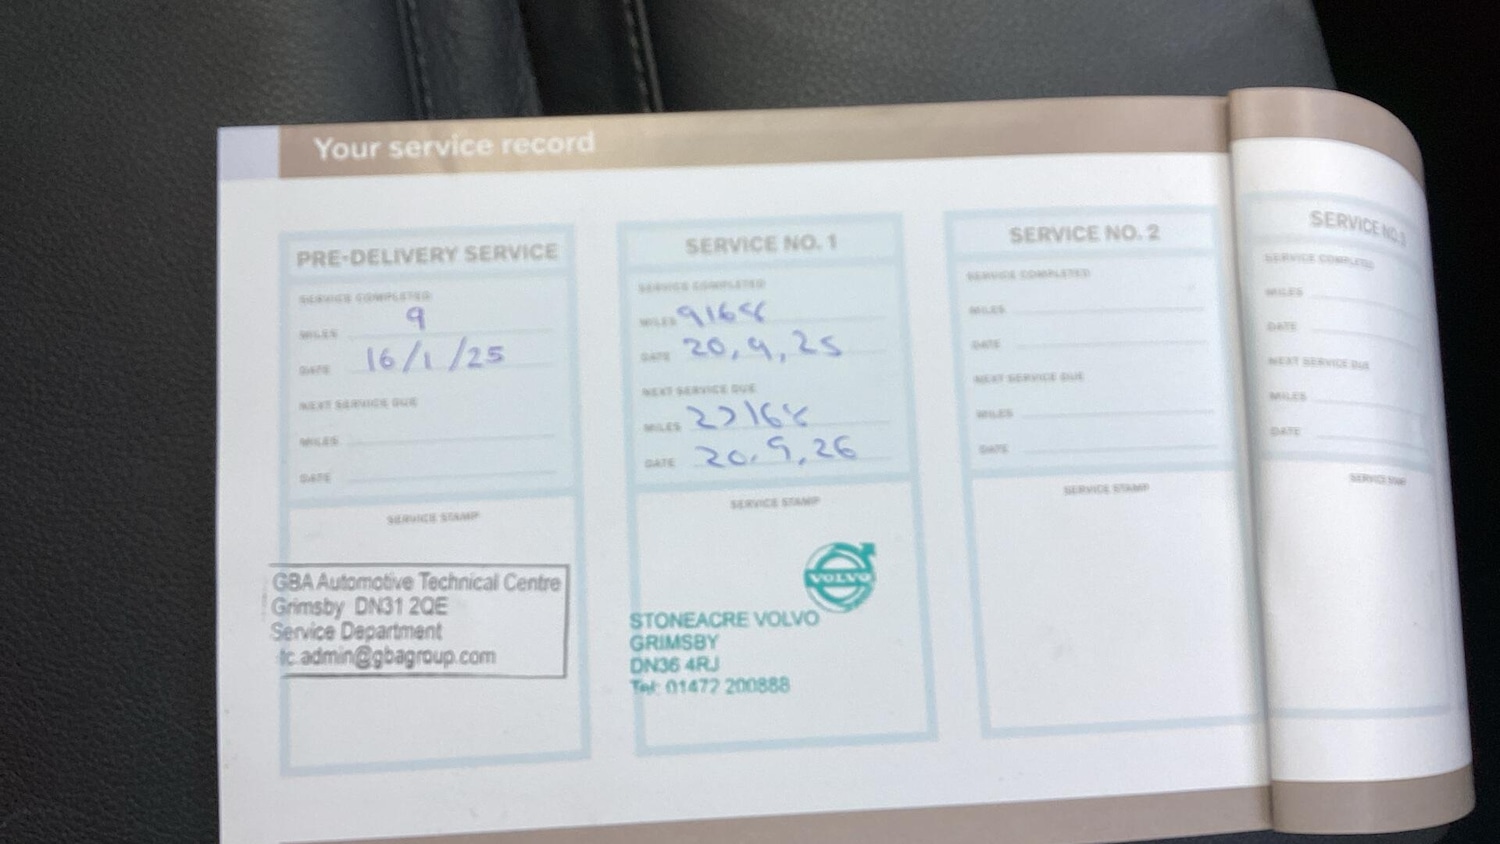 Your service record
PRE-DELIVERY SERVICE
SERVICE COMPLETED
MILES 9
DATE 16/1/25
NEXT SERVICE DUE
MILES
DATE
SERVICE STAMP
GBA Automotive Technical Centre
Grimsby DN31 2QE
Service Department
tc.admin@gbagroup.com
SERVICE NO. 1
SERVICE COMPLETED
MILES 9168
DATE 20.9.25
NEXT SERVICE DUE
MILES
DATE 20.9.26
SERVICE STAMP
VOLVO
STONEACRE VOLVO
GRIMSBY
DN36 4RJ
Tel: 01472 200888
SERVICE NO. 2
SERVICE COMPLETED
MILES
DATE
NEXT SERVICE DUE
MILES
DATE
SERVICE STAMP
SERVICE NO. 3
SERVICE COMPLETED
MILES
DATE
NEXT SERVICE DUE
MILES
DATE
SERVICE STAMP